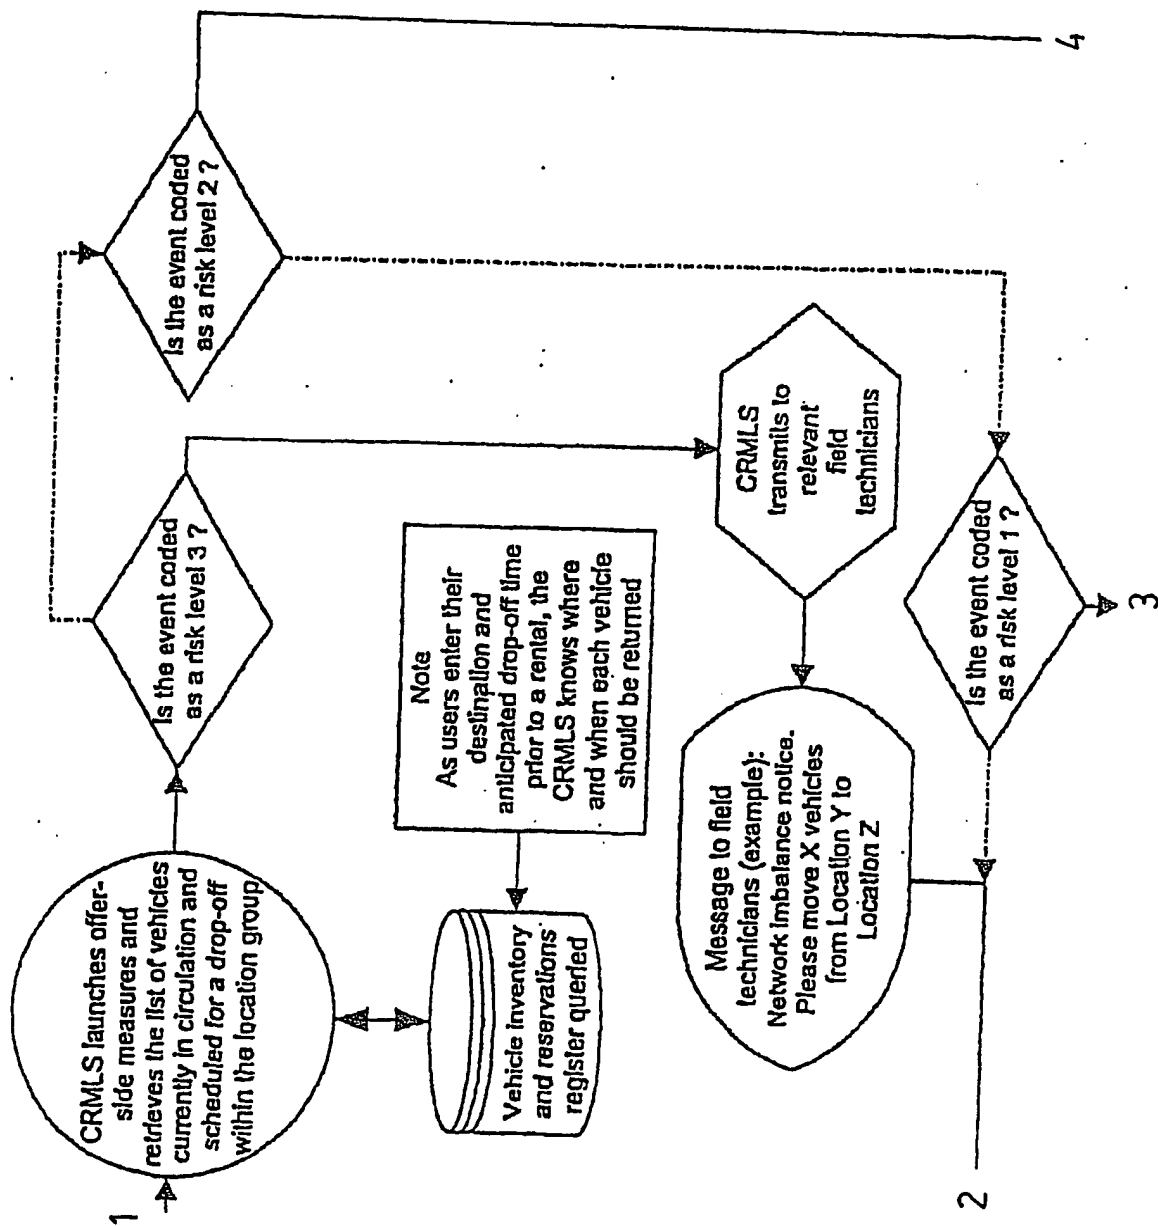 1
CRMLS launches offer-
side measures and
retrieves the list of vehicles
currently in circulation and
scheduled for a drop-off
within the location group
Is the event coded
as a risk level 3 ?
Is the event coded
as a risk level 2 ?
4
Vehicle inventory
and reservations
register queried
Note
As users enter their
destination and
anticipated drop-off time
prior to a rental, the
CRMLS knows where
and when each vehicle
should be returned
CRMLS
transmits to
relevant
field
technicians
Message to field
technicians (example):
Network imbalance notice.
Please move X vehicles
from Location Y to
Location Z
Is the event coded
as a risk level 1 ?
2
3